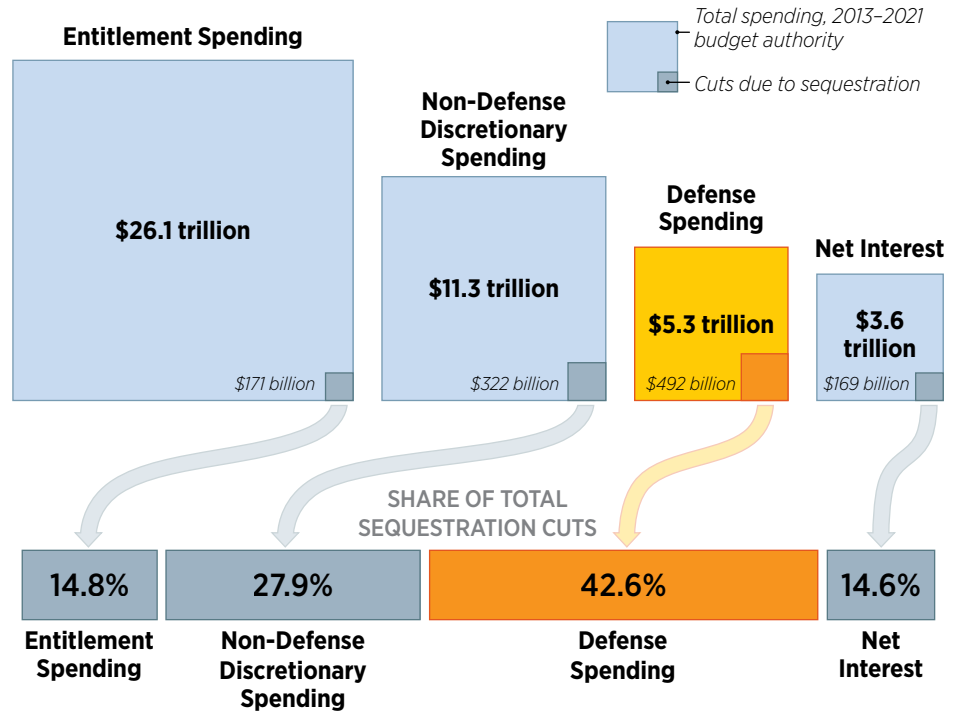 Total spending, 2013–2021
budget authority
Cuts due to sequestration
Entitlement Spending
$26.1 trillion
$171 billion
Non-Defense
Discretionary
Spending
$11.3 trillion
$322 billion
Defense
Spending
$5.3 trillion
$492 billion
Net Interest
$3.6
trillion
$169 billion
SHARE OF TOTAL
SEQUESTRATION CUTS
14.8%
27.9%
42.6%
14.6%
Entitlement
Spending
Non-Defense
Discretionary
Spending
Defense
Spending
Net
Interest